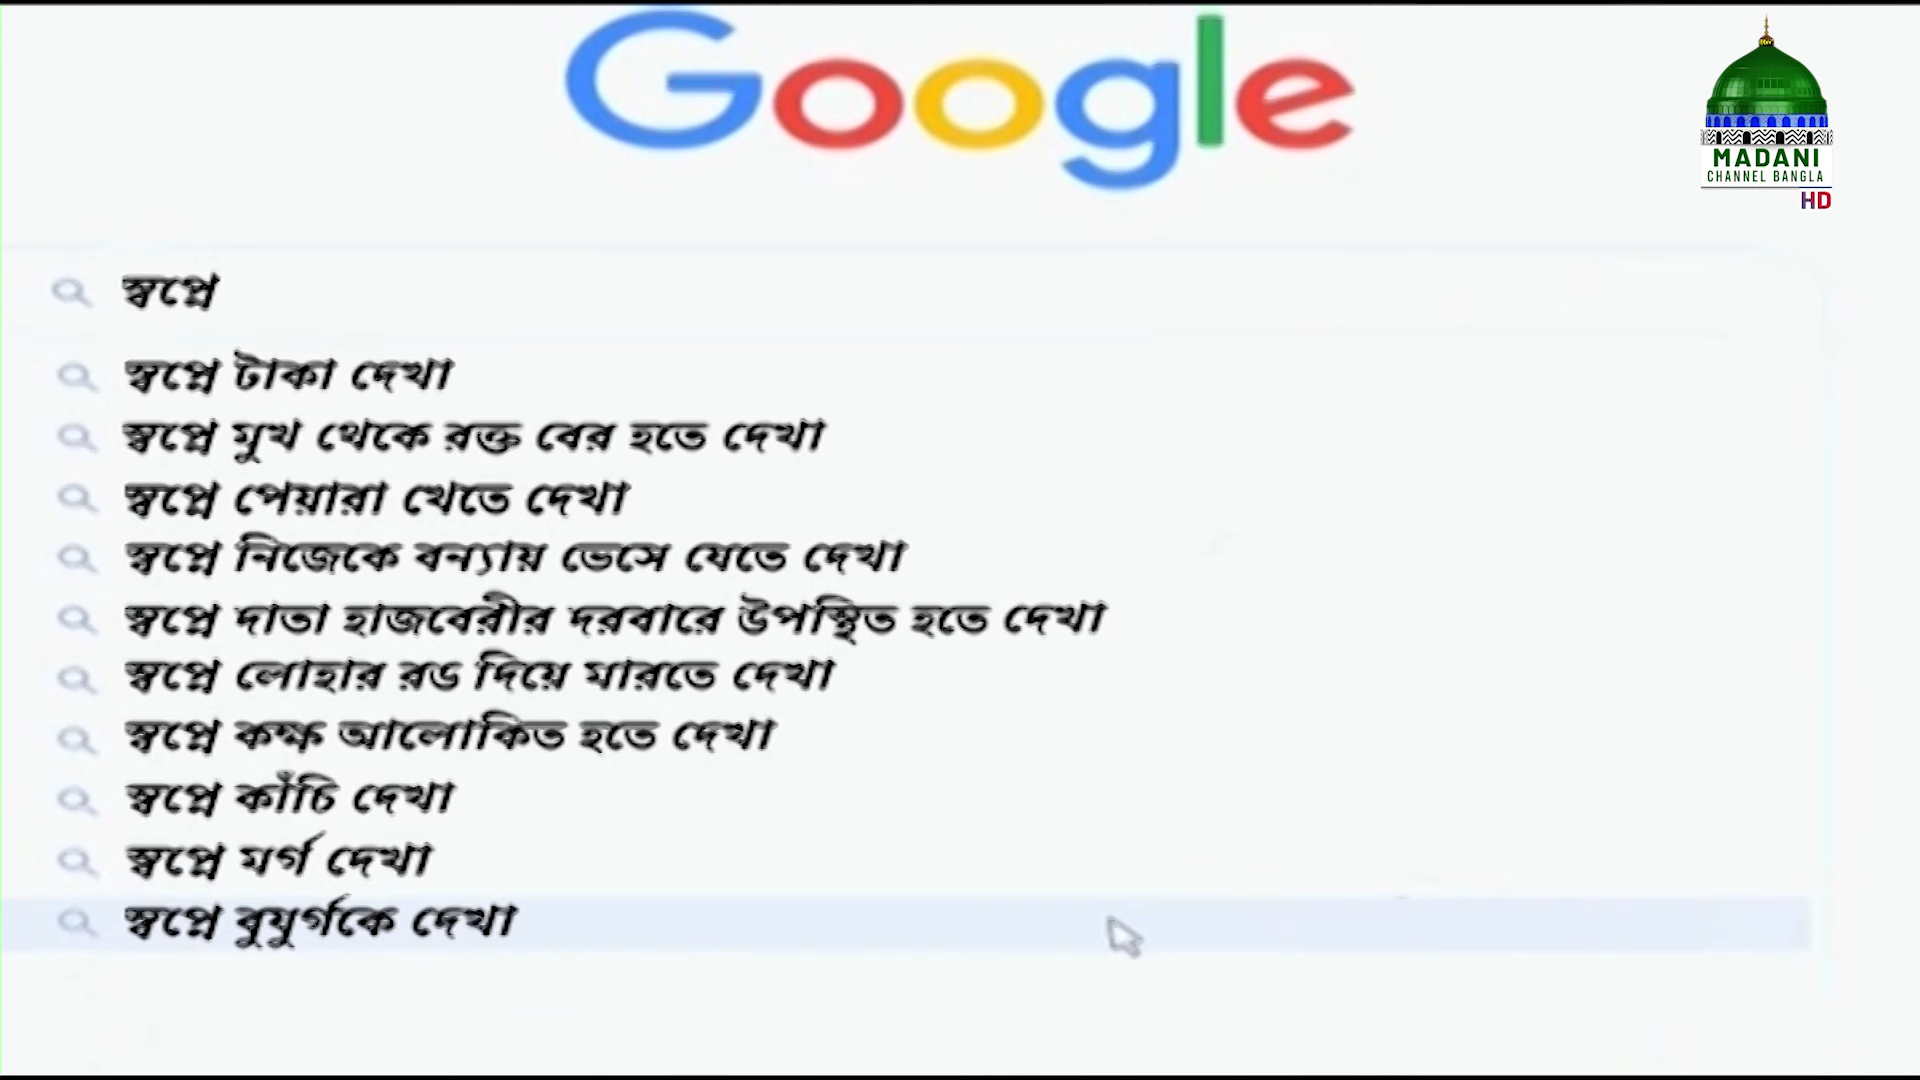 Google
MADANI
CHANNEL BANGLA
HD
স্বপ্নে
স্বপ্নে টাকা দেখা
স্বপ্নে মুখ থেকে রক্ত বের হতে দেখা
স্বপ্নে পেয়ারা খেতে দেখা
স্বপ্নে নিজেকে বন্যায় ভেসে যেতে দেখা
স্বপ্নে দাতা হাজবেরীর দরবারে উপস্থিত হতে দেখা
স্বপ্নে লোহার রড দিয়ে মারতে দেখা
স্বপ্নে কক্ষ আলোকিত হতে দেখা
স্বপ্নে কাঁচি দেখা
স্বপ্নে মর্গ দেখা
স্বপ্নে বুযুর্গকে দেখা